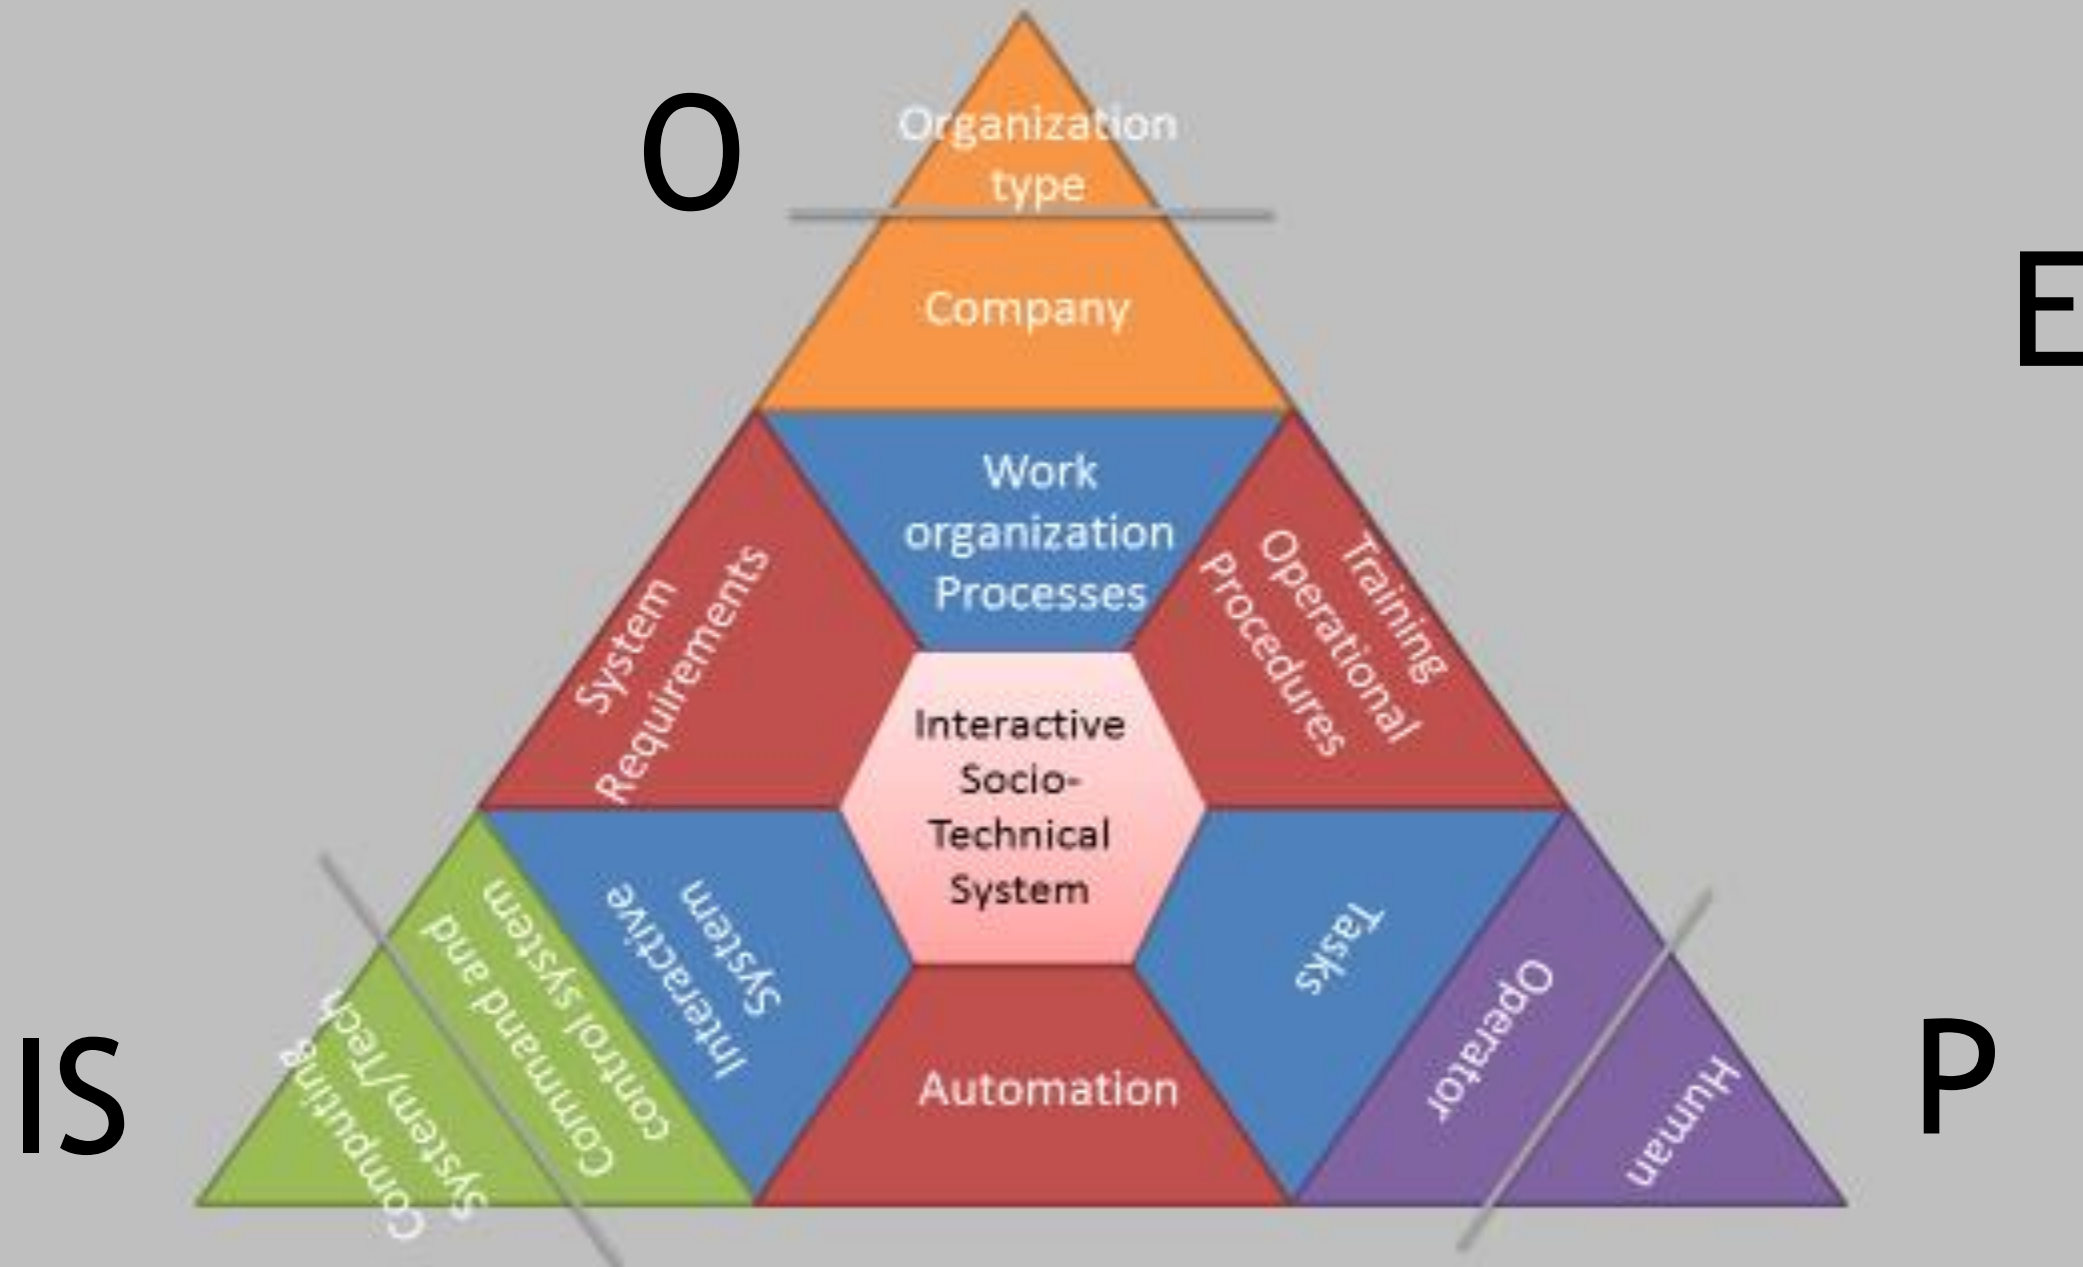 O
Organization
type
E
Company
Work
organization
Processes
System
Requirements
Training
Operational
Procedures
Interactive
Socio-
Technical
System
IS
Computing
System/Tech
Command and
control system
Interactive
System
Automation
Tasks
Operator
Human
P